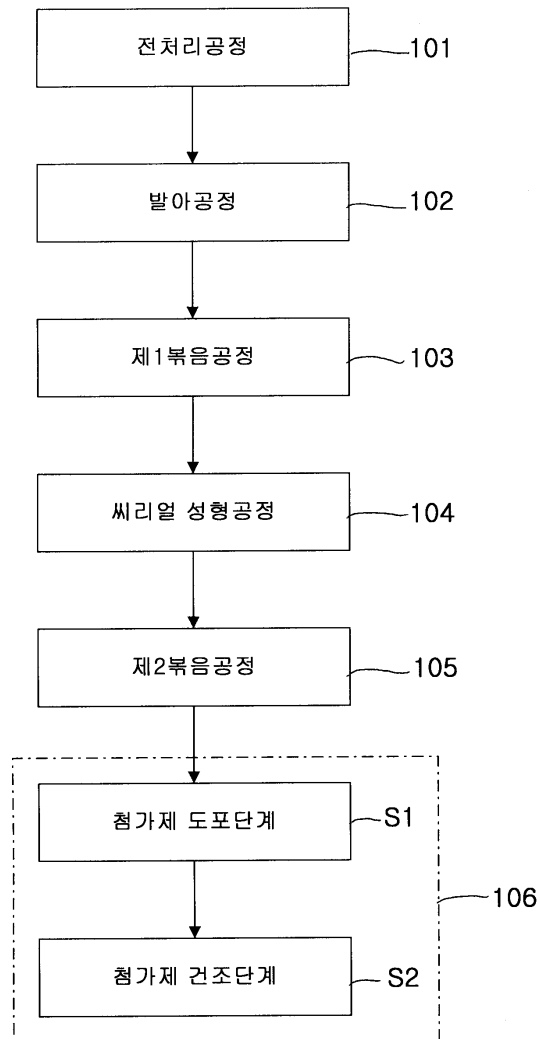 전처리공정 101
발아공정 102
제1볶음공정 103
씨리얼 성형공정 104
제2볶음공정 105
첨가제 도포단계 S1
106
첨가제 건조단계 S2